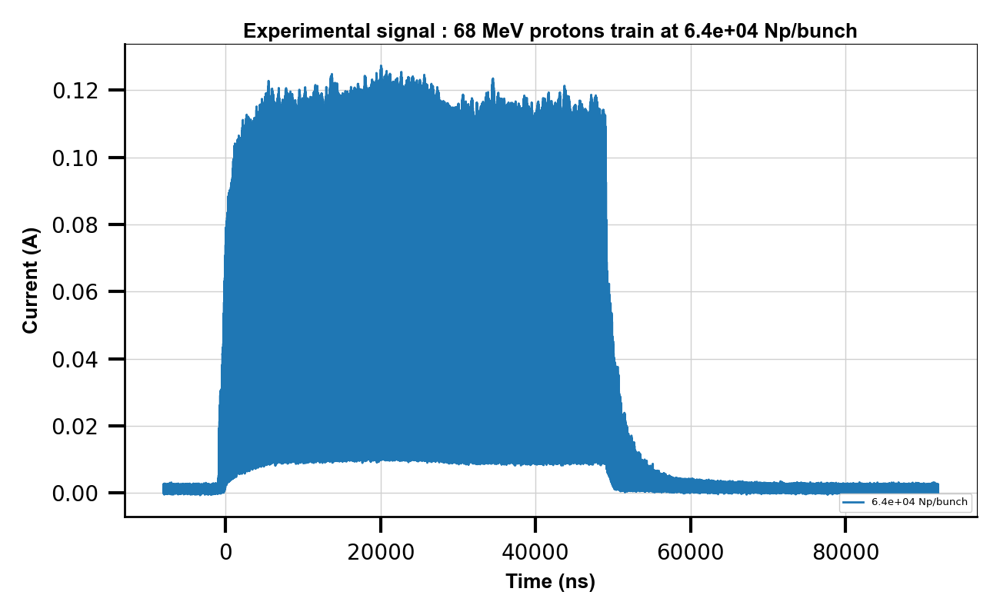 Experimental signal : 68 MeV protons train at 6.4e+04 Np/bunch
0.12
0.10
0.08
0.06
0.04
0.02
0.00
Current (A)
6.4e+04 Np/bunch
0 20000 40000 60000 80000
Time (ns)